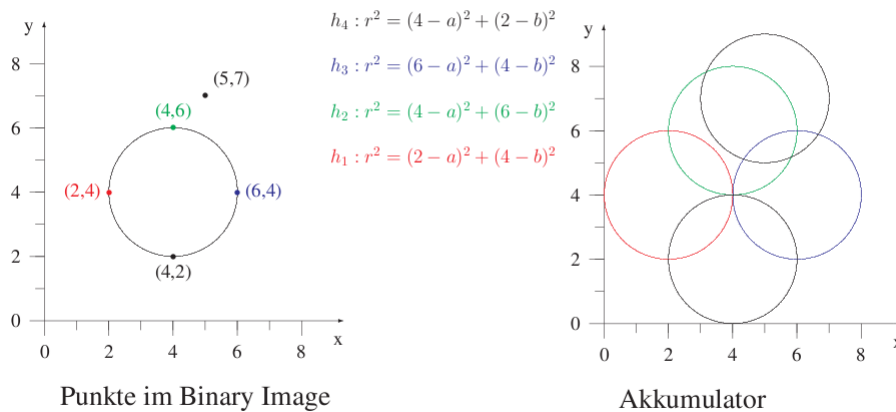 y
8
6
4
2
0
0
2
4
6
8
x
(5,7)
(4,6)
(2,4)
(6,4)
(4,2)
Punkte im Binary Image
h₄ : r² = (4 − a)² + (2 − b)²
h₃ : r² = (6 − a)² + (4 − b)²
h₂ : r² = (4 − a)² + (6 − b)²
h₁ : r² = (2 − a)² + (4 − b)²
y
8
6
4
2
0
0
2
4
6
8
x
Akkumulator